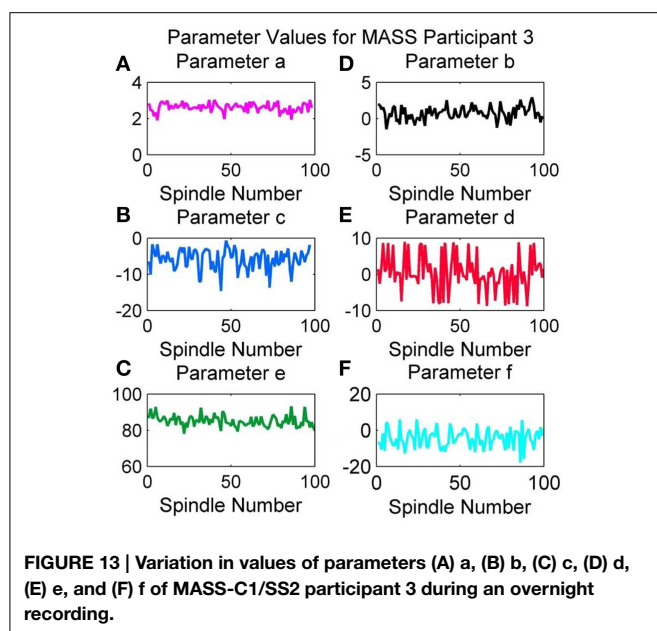 Parameter Values for MASS Participant 3
A Parameter a
4
2
0
0 50 100
Spindle Number
D Parameter b
5
0
-5
0 50 100
Spindle Number
B Parameter c
0
-10
-20
0 50 100
Spindle Number
E Parameter d
10
0
-10
0 50 100
Spindle Number
C Parameter e
100
80
60
0 50 100
Spindle Number
F Parameter f
20
0
-20
0 50 100
Spindle Number
FIGURE 13 | Variation in values of parameters (A) a, (B) b, (C) c, (D) d,
(E) e, and (F) f of MASS-C1/SS2 participant 3 during an overnight
recording.